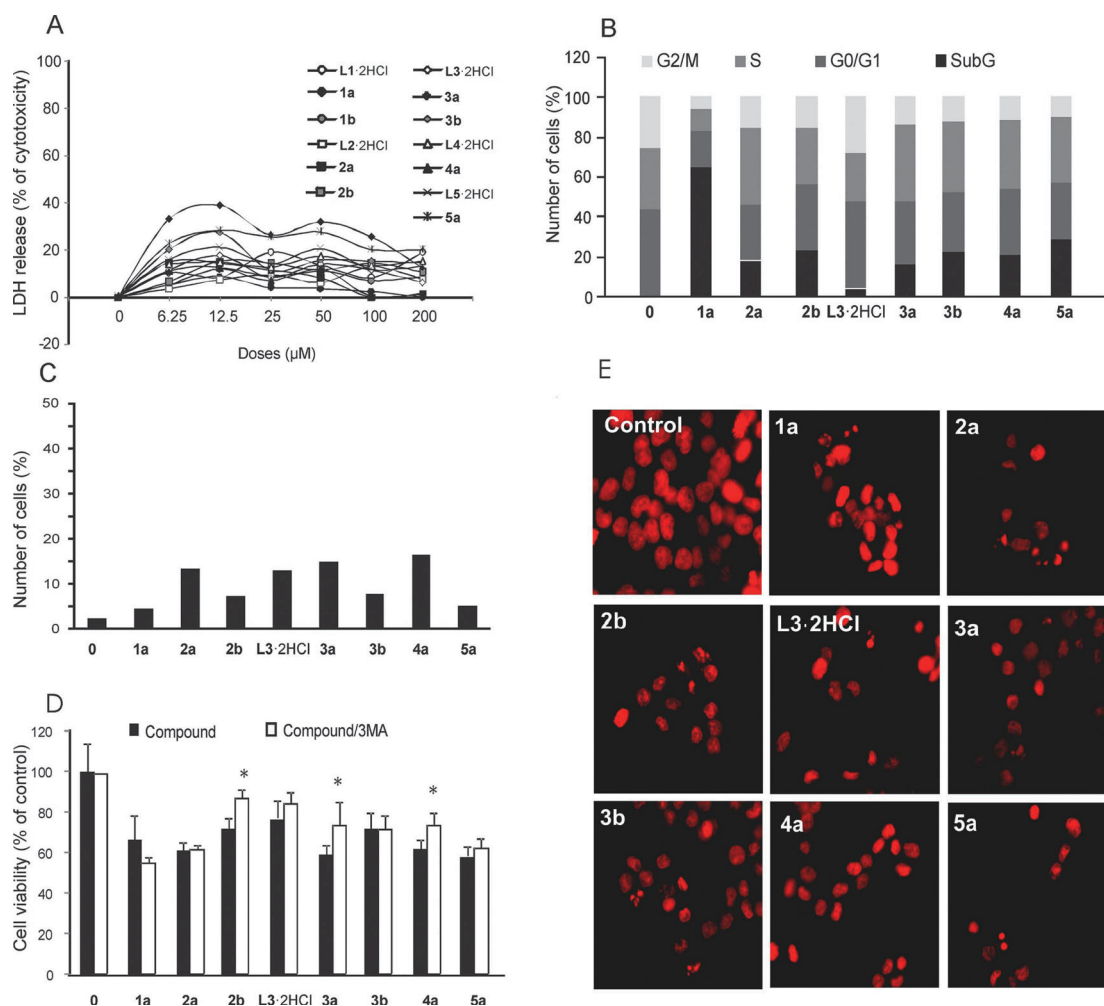 A
LDH release (% of cytotoxicity)
100
80
60
40
20
0
-20
L1·2HCl
1a
1b
L2·2HCl
2a
2b
L3·2HCl
3a
3b
L4·2HCl
4a
L5·2HCl
5a
0 6.25 12.5 25 50 100 200
Doses (µM)
B
Number of cells (%)
120
100
80
60
40
20
0
G2/M S G0/G1 SubG
0 1a 2a 2b L3·2HCl 3a 3b 4a 5a
C
Number of cells (%)
50
40
30
20
10
0
0 1a 2a 2b L3·2HCl 3a 3b 4a 5a
D
Cell viability (% of control)
120
100
80
60
40
20
0
Compound Compound/3MA
* * *
0 1a 2a 2b L3·2HCl 3a 3b 4a 5a
E
Control 1a 2a
2b L3·2HCl 3a
3b 4a 5a